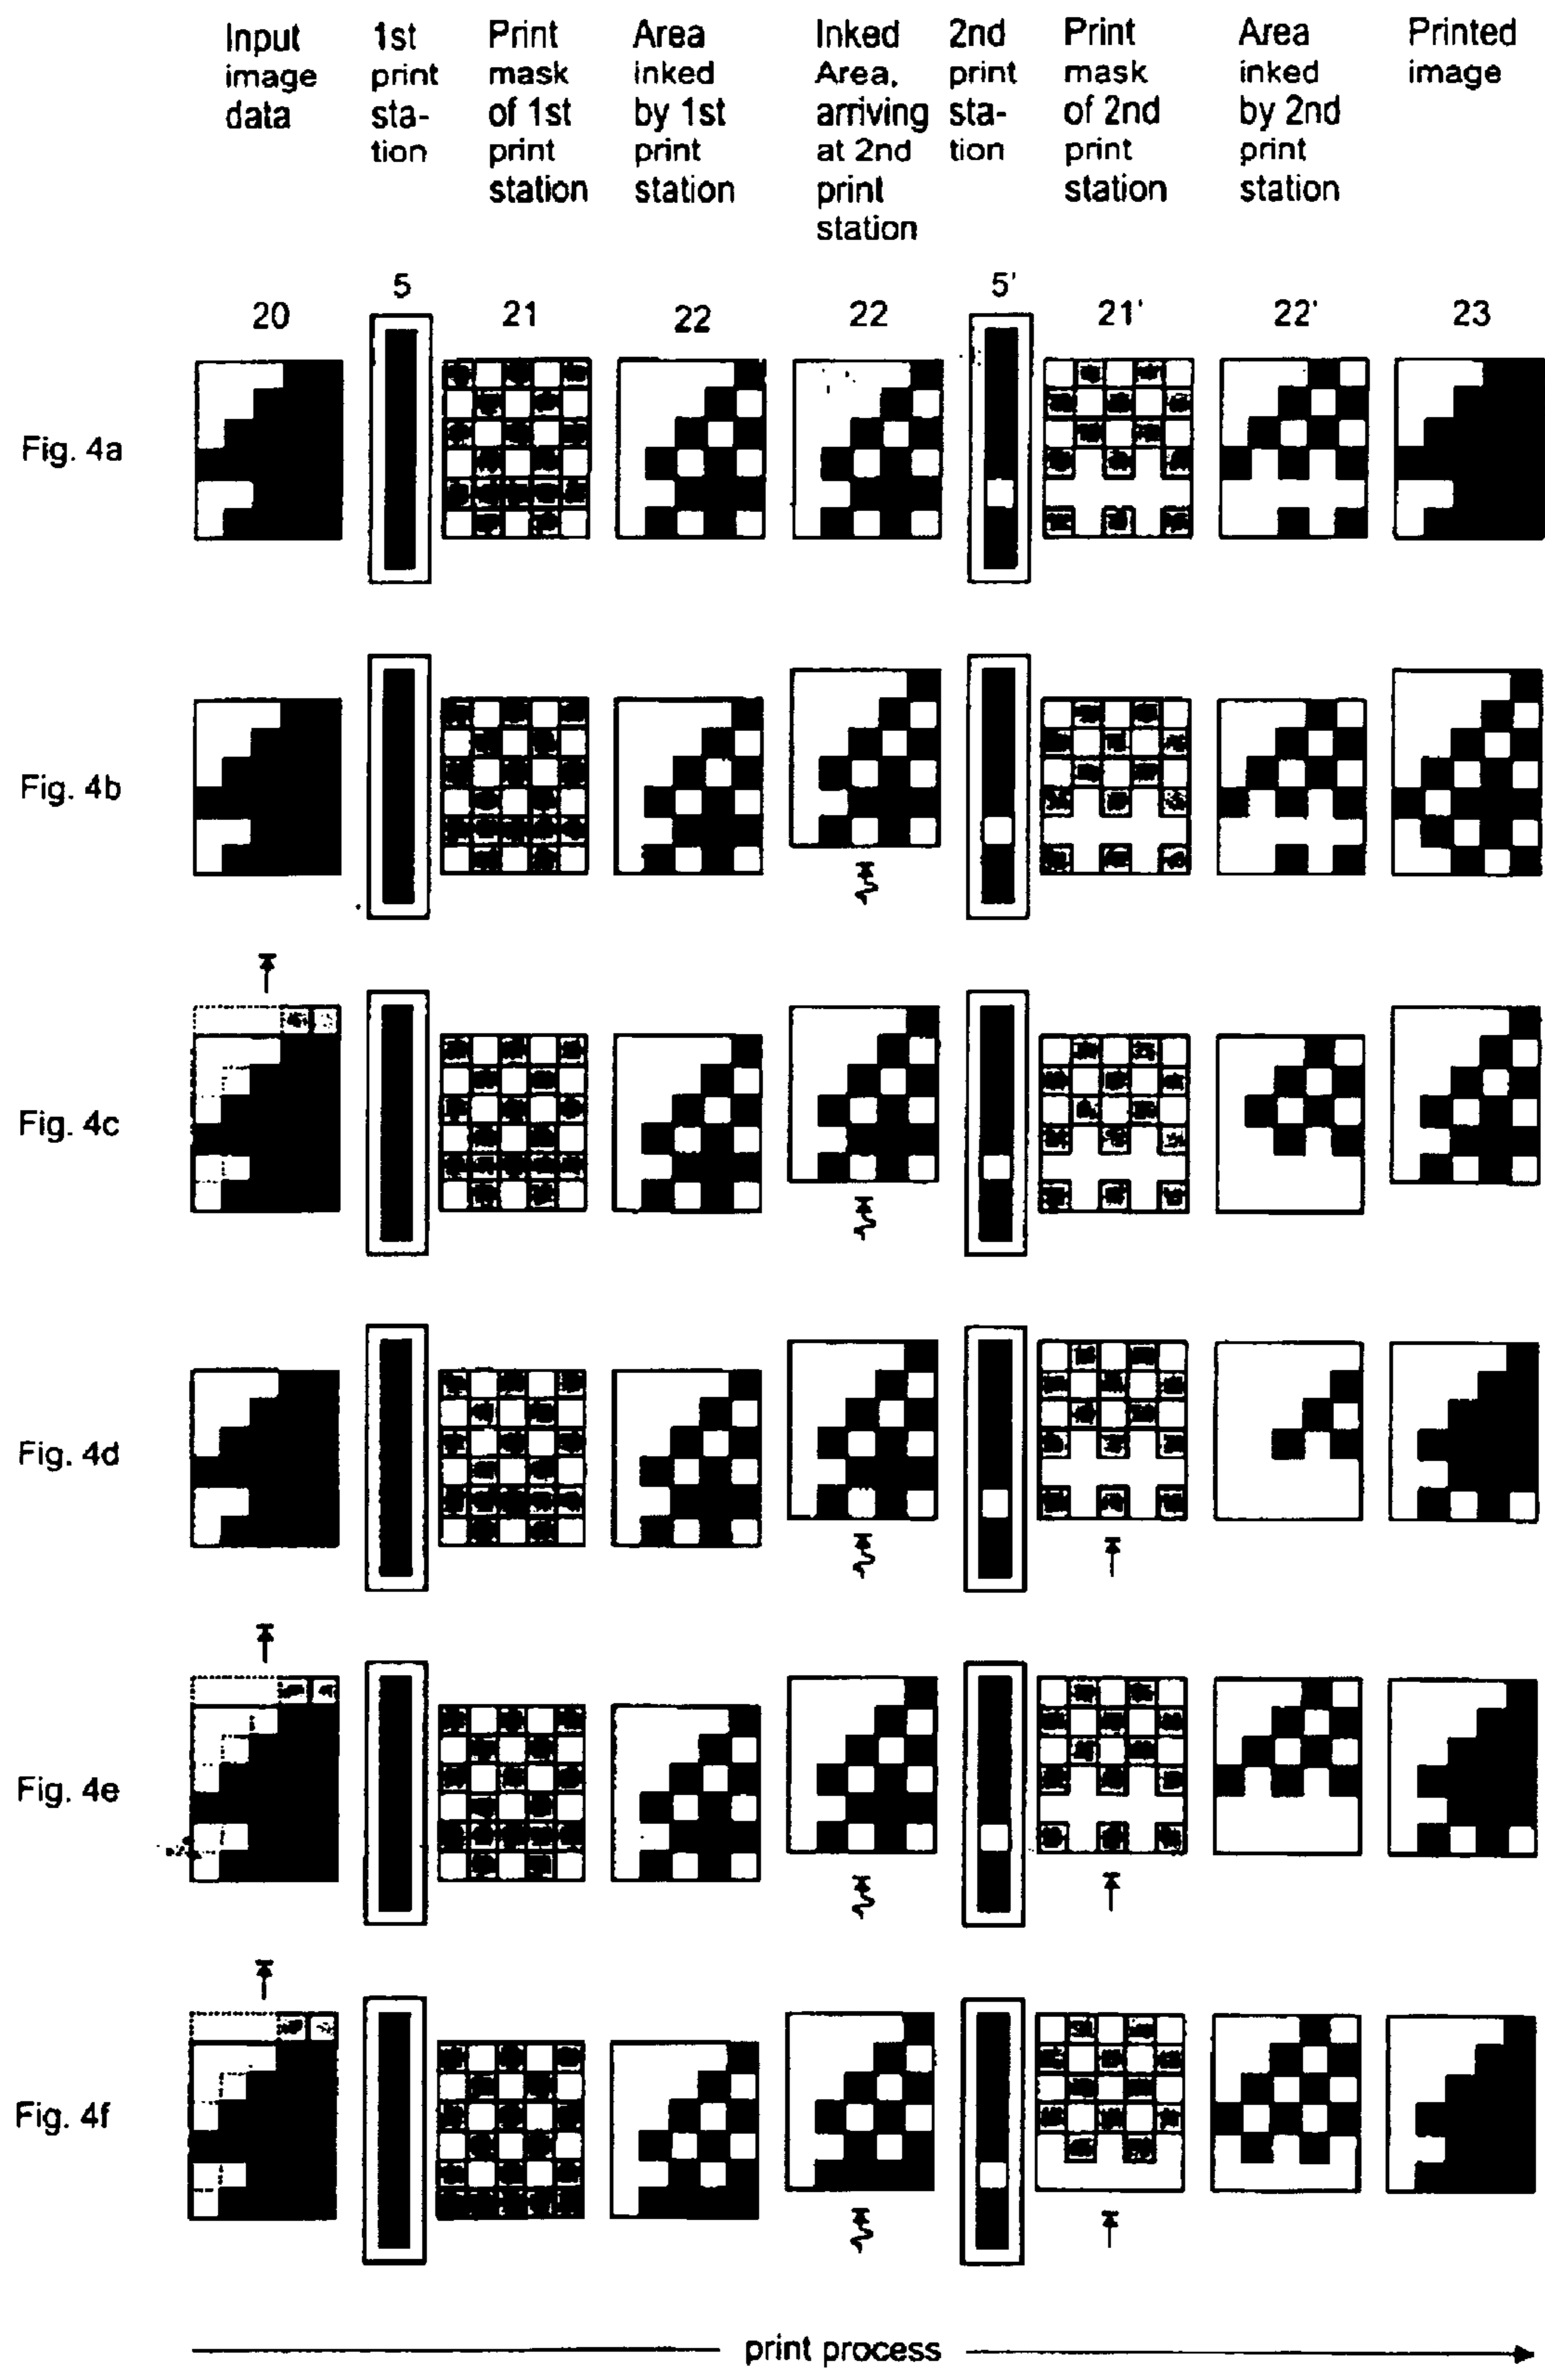 Input
image
data
1st
print
sta-
tion
Print
mask
of 1st
print
station
Area
inked
by 1st
print
station
Inked
Area,
arriving
at 2nd
print
station
2nd
print
sta-
tion
Print
mask
of 2nd
print
station
Area
inked
by 2nd
print
station
Printed
image
20
5
21
22
22
5'
21'
22'
23
Fig. 4a
Fig. 4b
Fig. 4c
Fig. 4d
Fig. 4e
Fig. 4f
print process